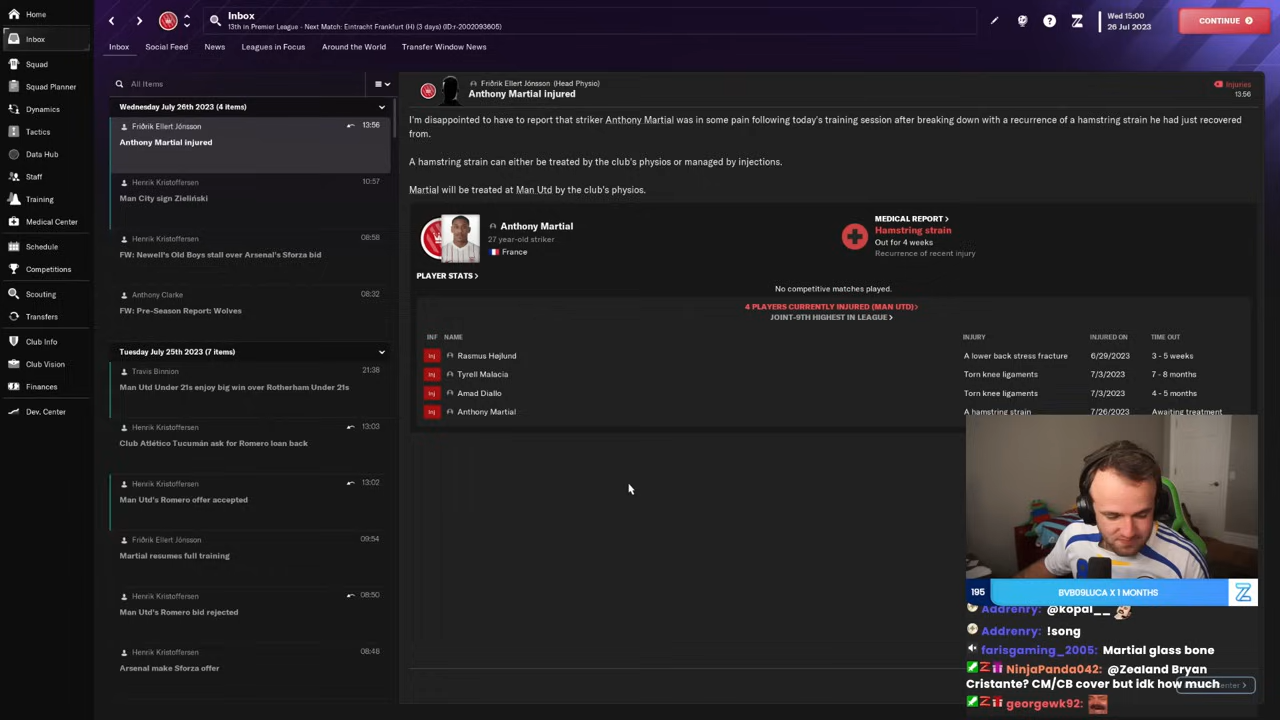 Home
Inbox
Squad
Squad Planner
Dynamics
Tactics
Data Hub
Staff
Training
Medical Center
Schedule
Competitions
Scouting
Transfers
Club Info
Club Vision
Finances
Dev. Center
Inbox
13th in Premier League - Next Match: Eintracht Frankfurt (H) (3 days) (ID:r-2002093605)
Wed 15:00
26 Jul 2023
CONTINUE
Inbox Social Feed News Leagues in Focus Around the World Transfer Window News
All Items
Wednesday July 26th 2023 (4 items)
Friðrik Ellert Jónsson 13:56
Anthony Martial injured
Henrik Kristoffersen 10:57
Man City sign Zieliński
Henrik Kristoffersen 08:58
FW: Newell's Old Boys stall over Arsenal's Sforza bid
Anthony Clarke 08:32
FW: Pre-Season Report: Wolves
Tuesday July 25th 2023 (7 items)
Travis Binnion 21:38
Man Utd Under 21s enjoy big win over Rotherham Under 21s
Henrik Kristoffersen 13:03
Club Atlético Tucumán ask for Romero loan back
Henrik Kristoffersen 13:02
Man Utd's Romero offer accepted
Friðrik Ellert Jónsson 09:54
Martial resumes full training
Henrik Kristoffersen 08:50
Man Utd's Romero bid rejected
Henrik Kristoffersen 08:46
Arsenal make Sforza offer
Friðrik Ellert Jónsson (Head Physio)
Anthony Martial injured
Injuries
13:56
I'm disappointed to have to report that striker Anthony Martial was in some pain following today's training session after breaking down with a recurrence of a hamstring strain he had just recovered
from.
A hamstring strain can either be treated by the club's physios or managed by injections.
Martial will be treated at Man Utd by the club's physios.
Anthony Martial
27 year-old striker
France
MEDICAL REPORT >
Hamstring strain
Out for 4 weeks
Recurrence of recent injury
PLAYER STATS >
No competitive matches played.
4 PLAYERS CURRENTLY INJURED (MAN UTD) >
JOINT-9TH HIGHEST IN LEAGUE >
INF NAME INJURY INJURED ON TIME OUT
Inj Rasmus Højlund A lower back stress fracture 6/29/2023 3 - 5 weeks
Inj Tyrell Malacia Torn knee ligaments 7/3/2023 7 - 8 months
Inj Amad Diallo Torn knee ligaments 7/3/2023 4 - 5 months
Inj Anthony Martial A hamstring strain 7/26/2023 Awaiting treatment
195 BVB09LUCA X 1 MONTHS
Addrenry: @kopal__
Addrenry: !song
farisgaming_2005: Martial glass bone
NinjaPanda042: @Zealand Bryan
Cristante? CM/CB cover but idk how much
georgewk92: